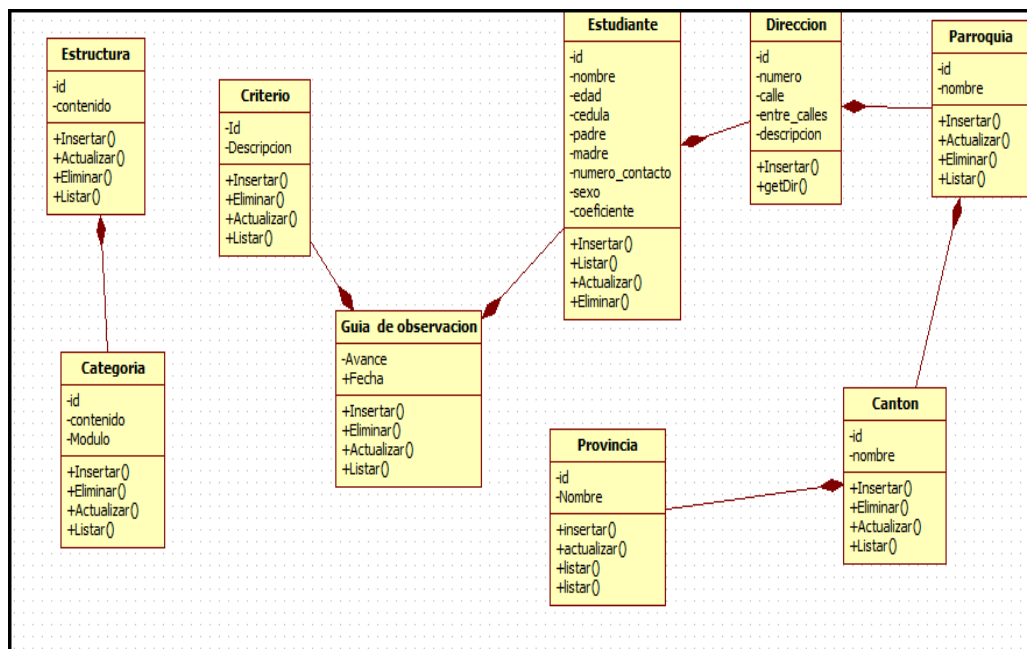 Estructura
-id
-contenido
+Insertar()
+Actualizar()
+Eliminar()
+Listar()
Criterio
-Id
-Descripcion
+Insertar()
+Eliminar()
+Actualizar()
+Listar()
Estudiante
-id
-nombre
-edad
-cedula
-padre
-madre
-numero_contacto
-sexo
-coeficiente
+Insertar()
+Listar()
+Actualizar()
+Eliminar()
Direccion
-id
-numero
-calle
-entre_calles
-descripcion
+Insertar()
+getDir()
Parroquia
-id
-nombre
+Insertar()
+Actualizar()
+Eliminar()
+Listar()
Categoria
-id
-contenido
-Modulo
+Insertar()
+Eliminar()
+Actualizar()
+Listar()
Guia de observacion
-Avance
+Fecha
+Insertar()
+Eliminar()
+Actualizar()
+Listar()
Provincia
-id
-Nombre
+insertar()
+actualizar()
+listar()
+listar()
Canton
-id
-nombre
+Insertar()
+Eliminar()
+Actualizar()
+Listar()